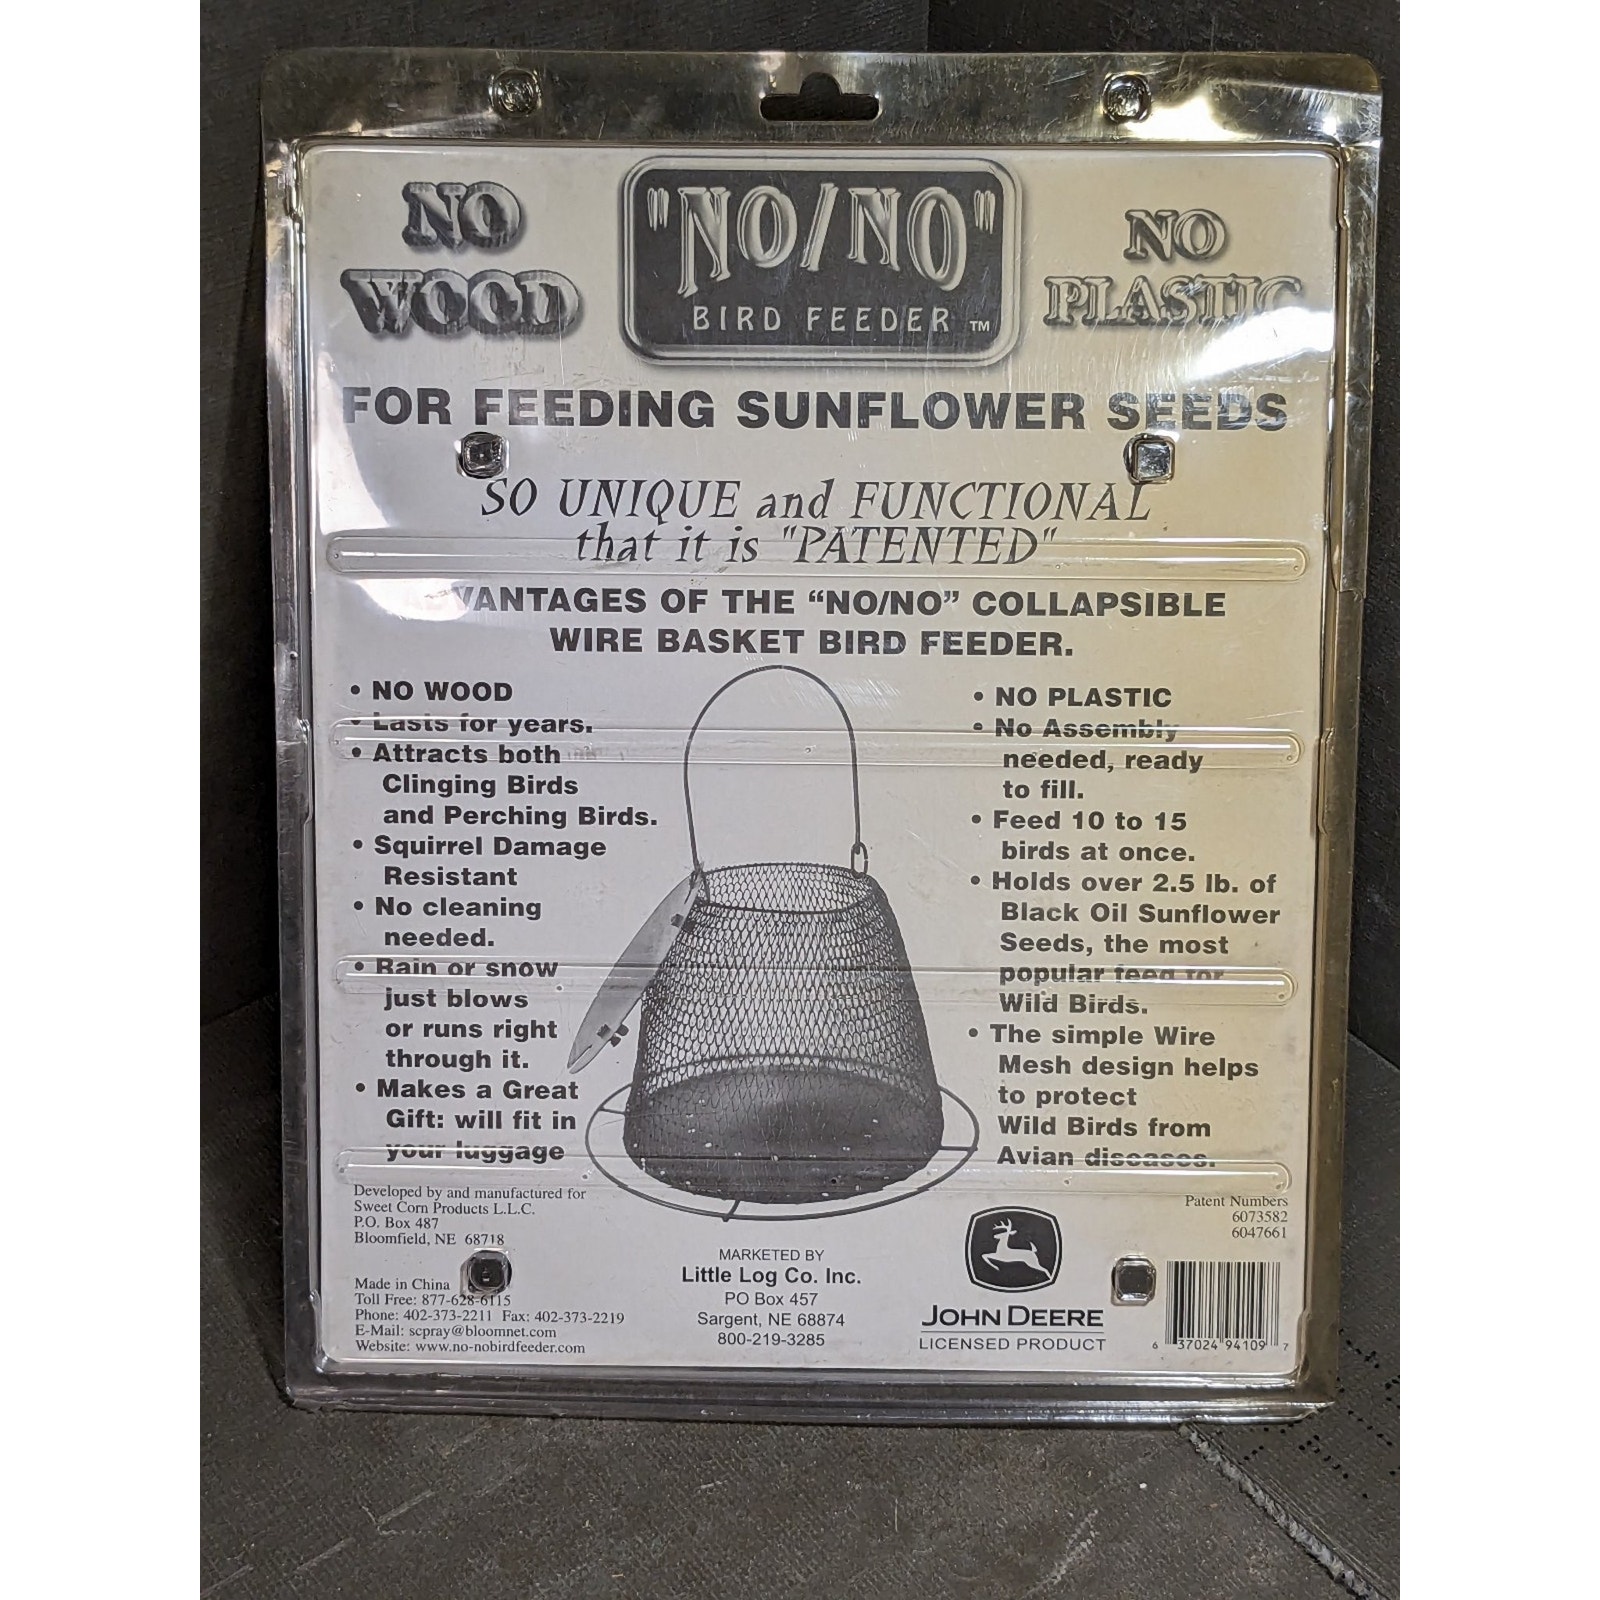 NO
WOOD
"NO/NO"
BIRD FEEDER ™
NO
PLASTIC
FOR FEEDING SUNFLOWER SEEDS
SO UNIQUE and FUNCTIONAL
that it is "PATENTED"
ADVANTAGES OF THE “NO/NO” COLLAPSIBLE
WIRE BASKET BIRD FEEDER.
• NO WOOD
• Lasts for years.
• Attracts both
Clinging Birds
and Perching Birds.
• Squirrel Damage
Resistant
• No cleaning
needed.
• Rain or snow
just blows
or runs right
through it.
• Makes a Great
Gift: will fit in
your luggage
• NO PLASTIC
• No Assembly
needed, ready
to fill.
• Feed 10 to 15
birds at once.
• Holds over 2.5 lb. of
Black Oil Sunflower
Seeds, the most
popular feed for
Wild Birds.
• The simple Wire
Mesh design helps
to protect
Wild Birds from
Avian diseases.
Developed by and manufactured for
Sweet Corn Products L.L.C.
P.O. Box 487
Bloomfield, NE 68718
Made in China
Toll Free: 877-628-6115
Phone: 402-373-2211 Fax: 402-373-2219
E-Mail: scpray@bloomnet.com
Website: www.no-nobirdfeeder.com
MARKETED BY
Little Log Co. Inc.
PO Box 457
Sargent, NE 68874
800-219-3285
JOHN DEERE
LICENSED PRODUCT
Patent Numbers
6073582
6047661
6 37024 94109 7